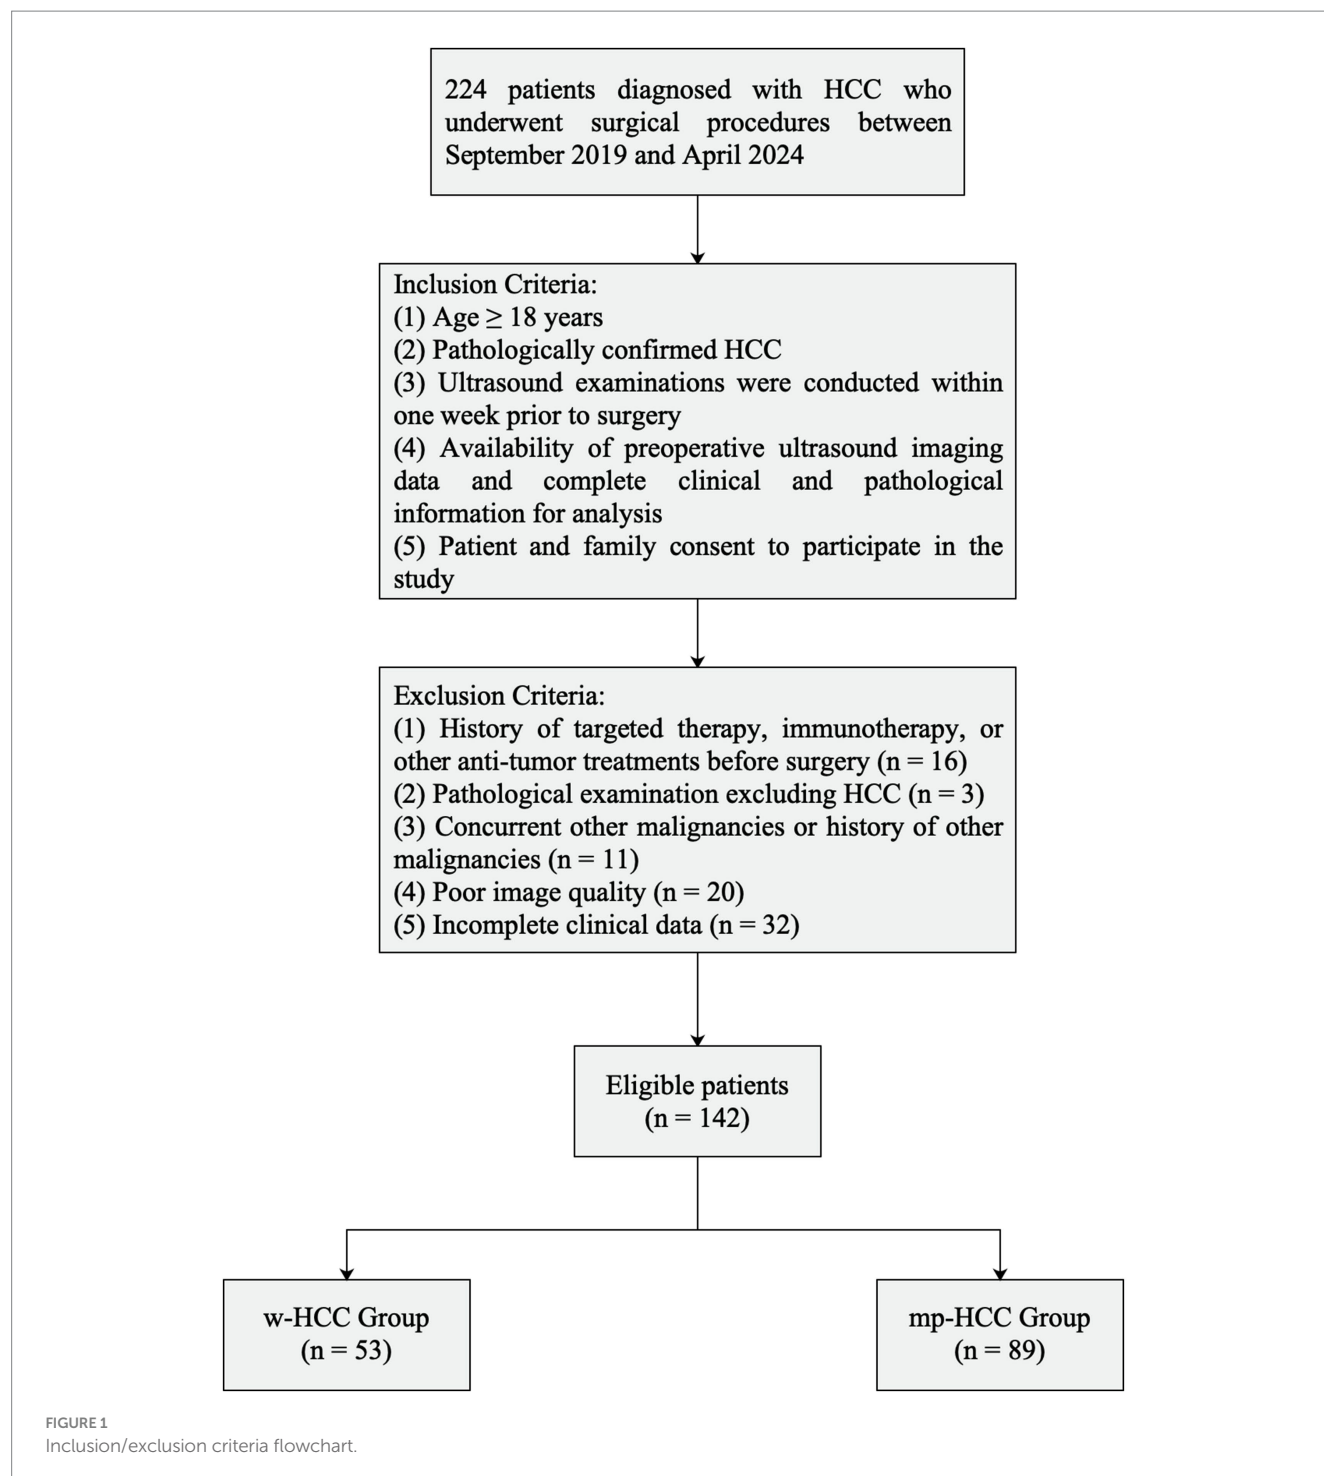 224 patients diagnosed with HCC who
underwent surgical procedures between
September 2019 and April 2024
Inclusion Criteria:
(1) Age ≥ 18 years
(2) Pathologically confirmed HCC
(3) Ultrasound examinations were conducted within
one week prior to surgery
(4) Availability of preoperative ultrasound imaging
data and complete clinical and pathological
information for analysis
(5) Patient and family consent to participate in the
study
Exclusion Criteria:
(1) History of targeted therapy, immunotherapy, or
other anti-tumor treatments before surgery (n = 16)
(2) Pathological examination excluding HCC (n = 3)
(3) Concurrent other malignancies or history of other
malignancies (n = 11)
(4) Poor image quality (n = 20)
(5) Incomplete clinical data (n = 32)
Eligible patients
(n = 142)
w-HCC Group
(n = 53)
mp-HCC Group
(n = 89)
FIGURE 1
Inclusion/exclusion criteria flowchart.